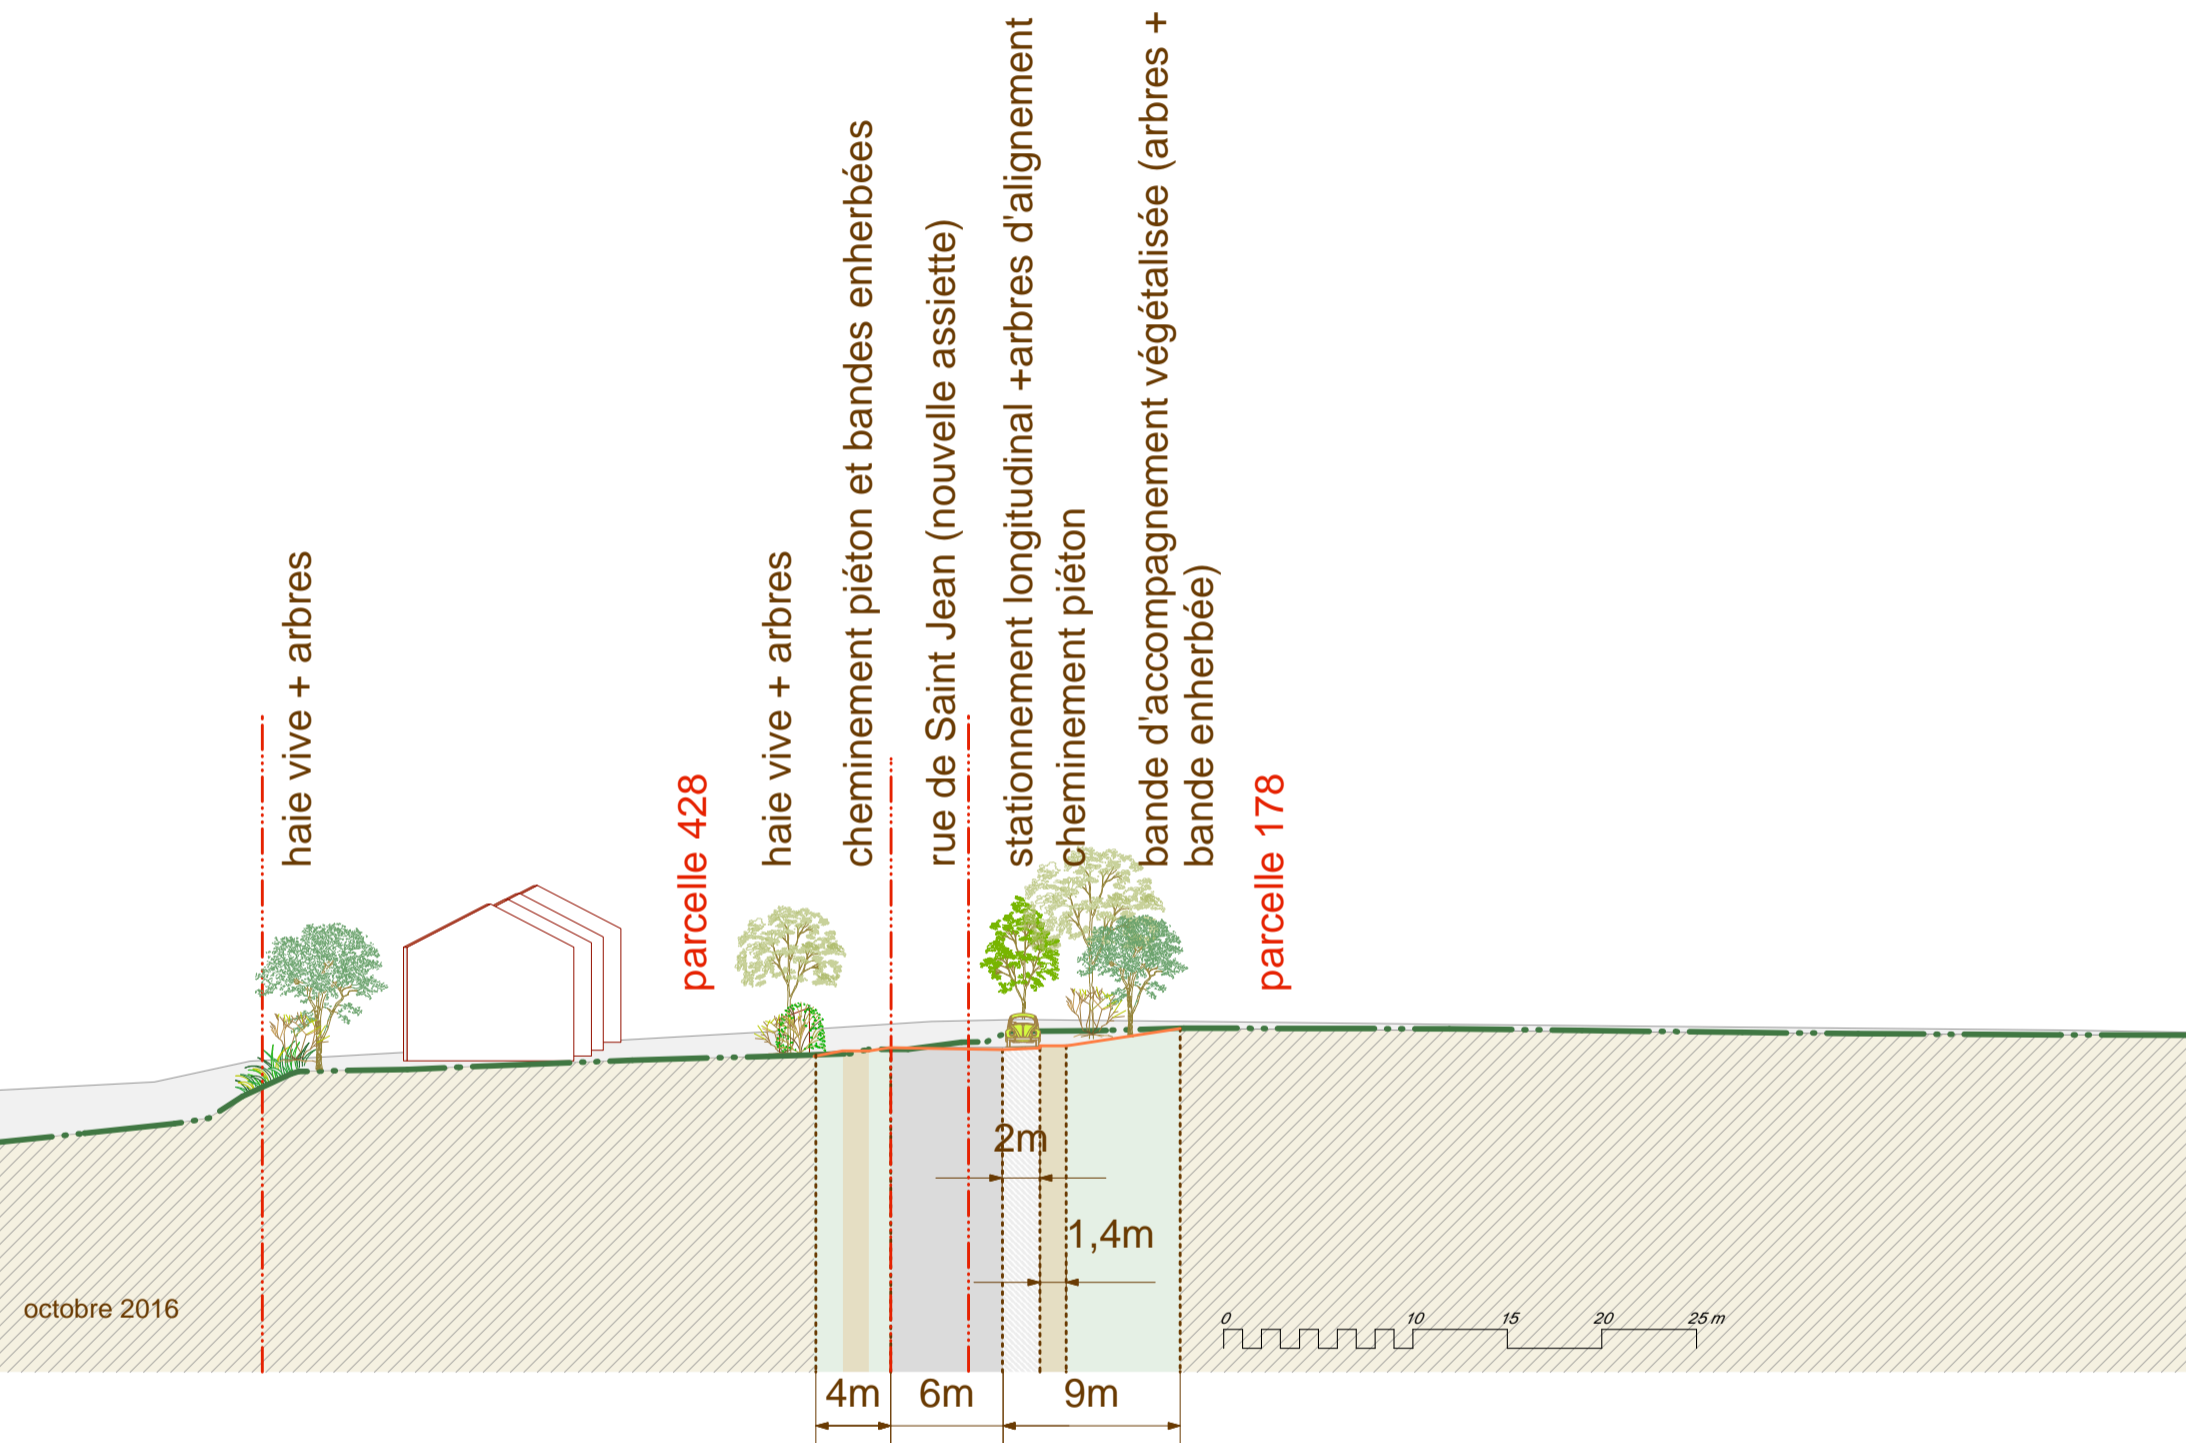 haie vive + arbres
parcelle 428
haie vive + arbres
cheminement piéton et bandes enherbées
rue de Saint Jean (nouvelle assiette)
stationnement longitudinal +arbres d'alignement
cheminement piéton
bande d'accompagnement végétalisée (arbres +
bande enherbée)
parcelle 178
2m
1,4m
octobre 2016
0 10 15 20 25 m
4m 6m 9m